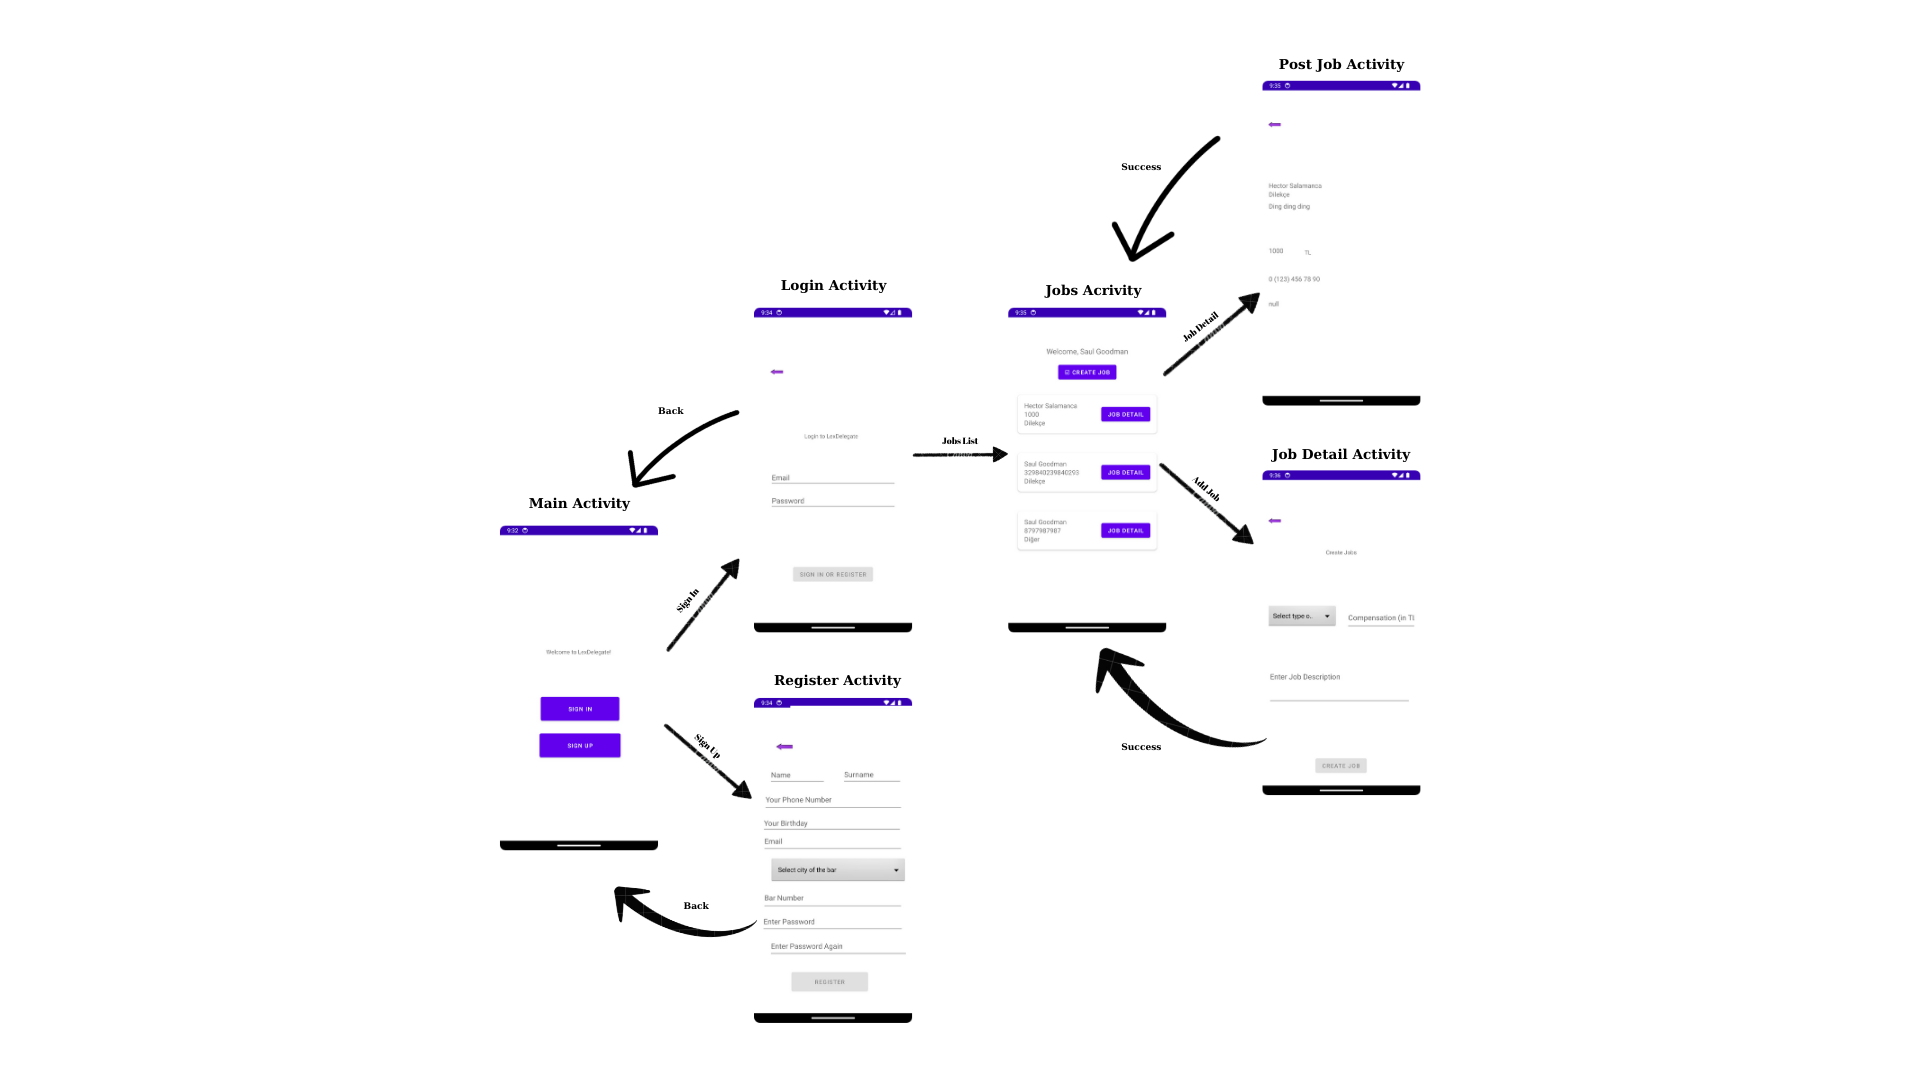 Post Job Activity
9:35
Hector Salamanca
Dilekçe
Ding ding ding
1000 TL
0 (123) 456 78 90
null
Success
Job Detail
Login Activity
9:34
Login to LexDelegate
Email
Password
SIGN IN OR REGISTER
Back
Jobs List
Jobs Acrivity
9:35
Welcome, Saul Goodman
CREATE JOB
Hector Salamanca
1000
Dilekçe
JOB DETAIL
Saul Goodman
329840239840293
Dilekçe
JOB DETAIL
Saul Goodman
8797987987
Diğer
JOB DETAIL
Add Job
Job Detail Activity
9:36
Create Jobs
Select type o..
Compensation (in TL
Enter Job Description
CREATE JOB
Success
Main Activity
9:32
Welcome to LexDelegate!
SIGN IN
SIGN UP
Sign In
Sign Up
Register Activity
9:34
Name Surname
Your Phone Number
Your Birthday
Email
Select city of the bar
Bar Number
Enter Password
Enter Password Again
REGISTER
Back